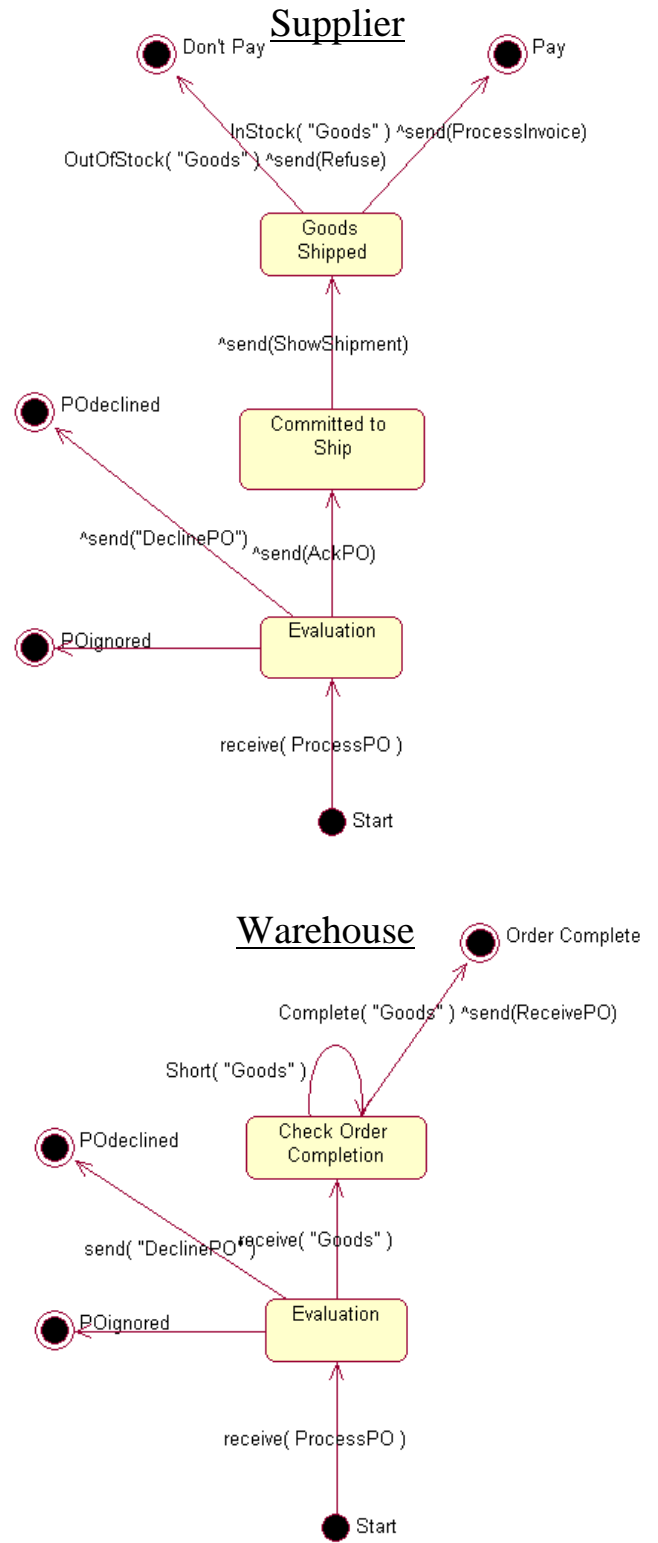 Supplier
Don't Pay
Pay
InStock( "Goods" ) ^send(ProcessInvoice)
OutOfStock( "Goods" ) ^send(Refuse)
Goods
Shipped
^send(ShowShipment)
POdeclined
Committed to
Ship
^send("DeclinePO")
^send(AckPO)
Evaluation
POignored
receive( ProcessPO )
Start
Warehouse
Order Complete
Complete( "Goods" ) ^send(ReceivePO)
Short( "Goods" )
Check Order
Completion
POdeclined
receive( "Goods" )
send( "DeclinePO" )
Evaluation
POignored
receive( ProcessPO )
Start